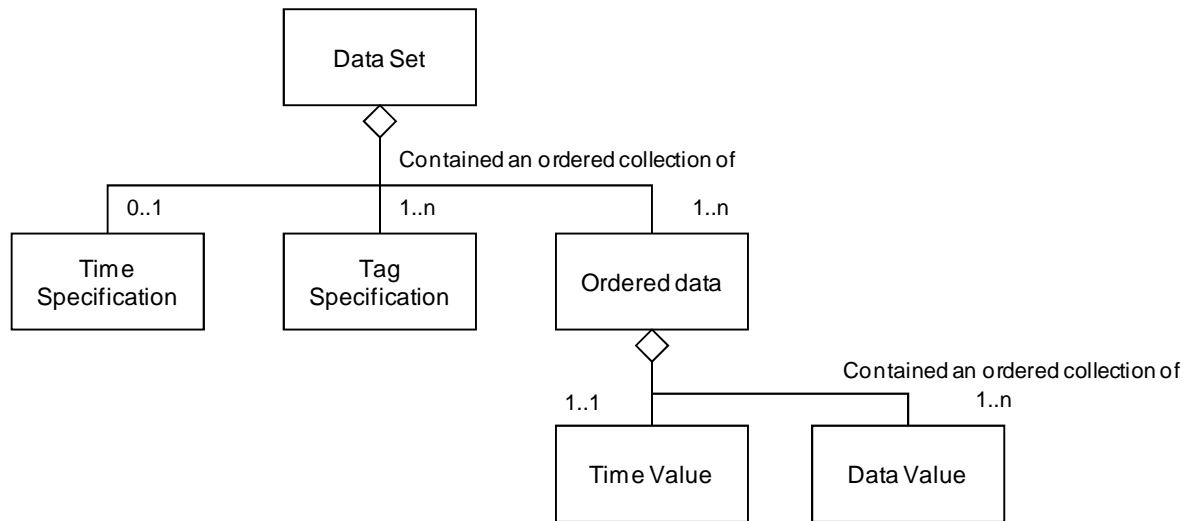 Data Set
Contained an ordered collection of
0..1
1..n
1..n
Time
Specification
Tag
Specification
Ordered data
Contained an ordered collection of
1..1
1..n
Time Value
Data Value